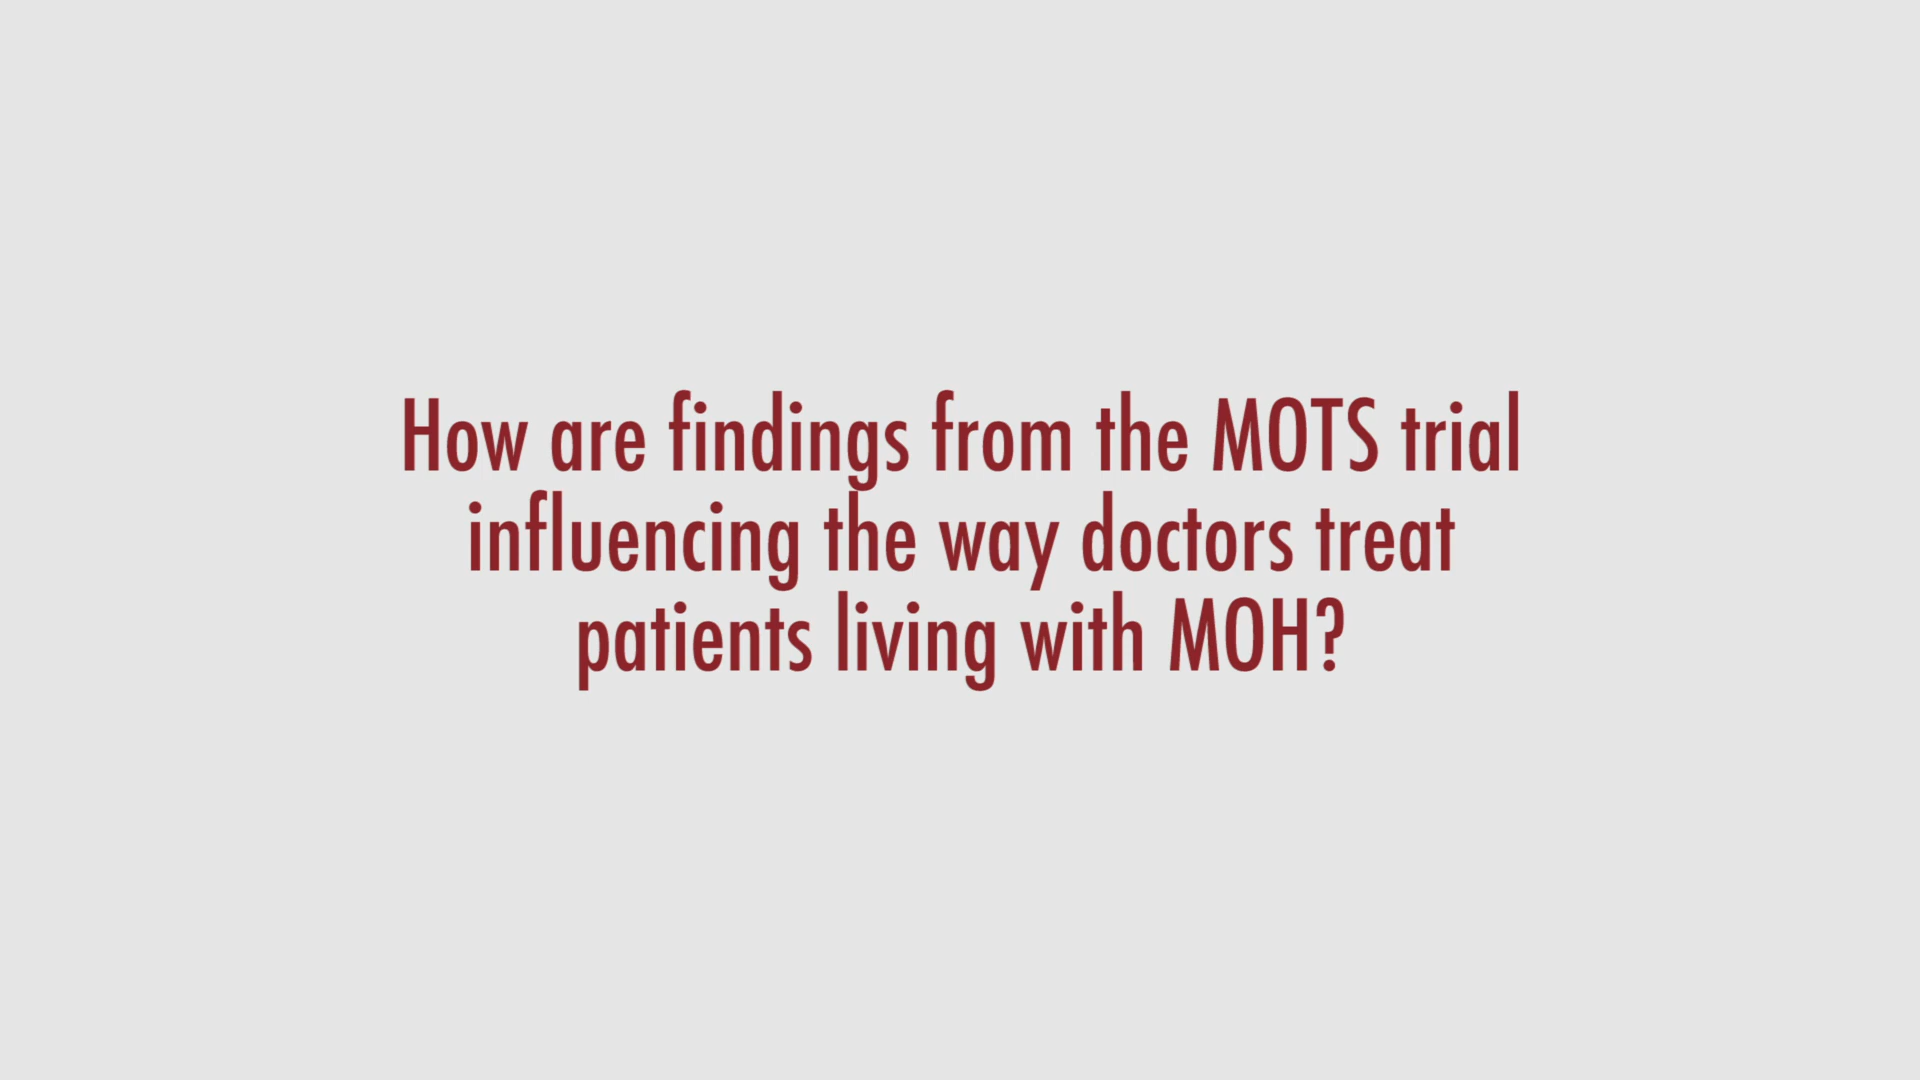 How are findings from the MOTS trial
influencing the way doctors treat
patients living with MOH?